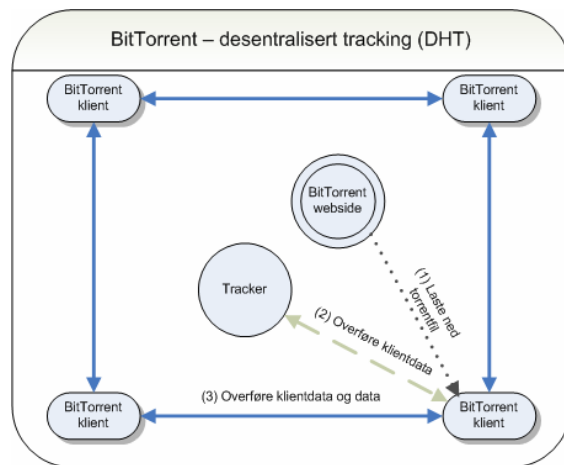 BitTorrent – desentralisert tracking (DHT)
BitTorrent
klient
BitTorrent
klient
BitTorrent
webside
Tracker
(1) Laste ned
torrentfil
(2) Overføre klientdata
(3) Overføre klientdata og data
BitTorrent
klient
BitTorrent
klient